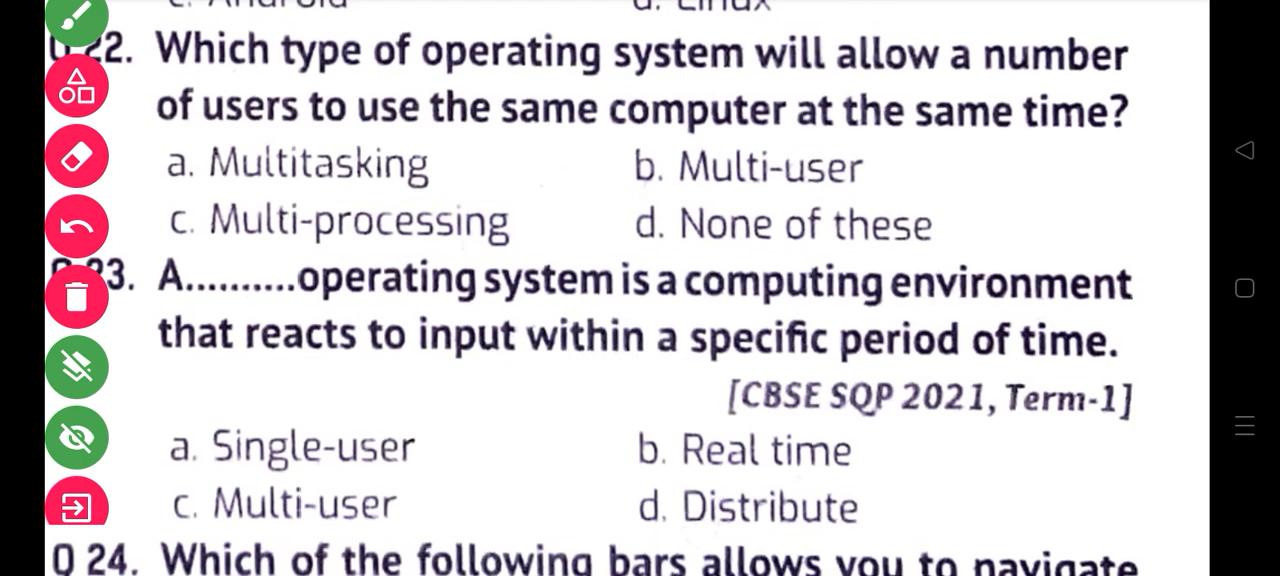 22. Which type of operating system will allow a number
of users to use the same computer at the same time?
a. Multitasking b. Multi-user
c. Multi-processing d. None of these
23. A..........operating system is a computing environment
that reacts to input within a specific period of time.
[CBSE SQP 2021, Term-1]
a. Single-user b. Real time
c. Multi-user d. Distribute
Q 24. Which of the following bars allows you to navigate